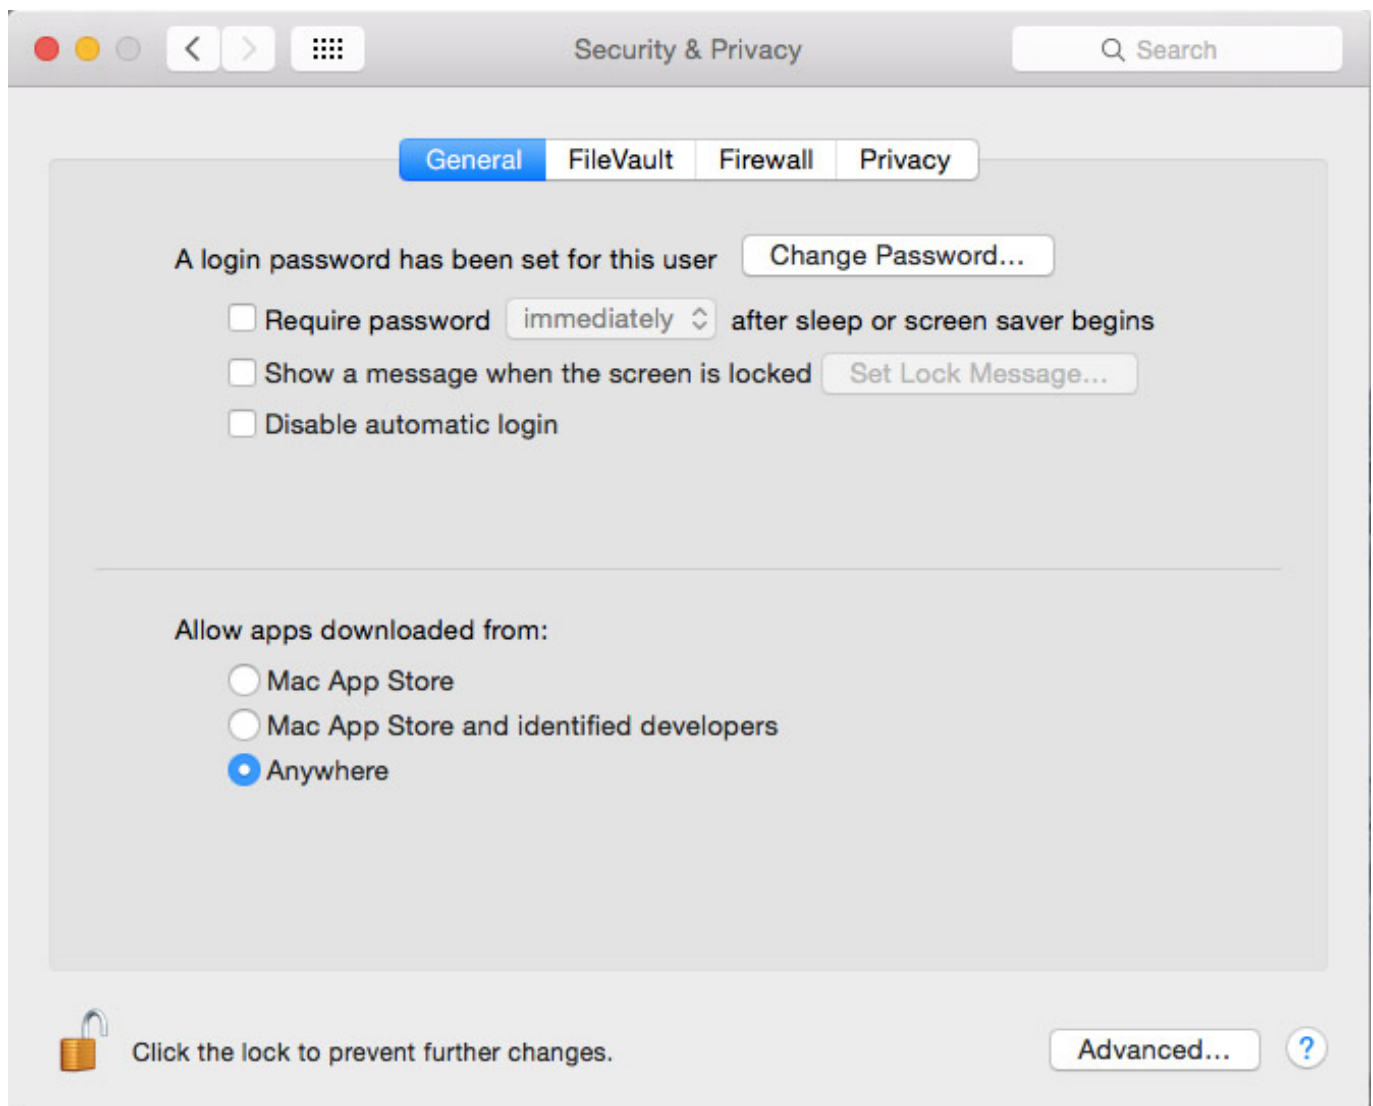 Security & Privacy
Search
General FileVault Firewall Privacy
A login password has been set for this user Change Password...
Require password immediately after sleep or screen saver begins
Show a message when the screen is locked Set Lock Message...
Disable automatic login
Allow apps downloaded from:
Mac App Store
Mac App Store and identified developers
Anywhere
Click the lock to prevent further changes.
Advanced... ?